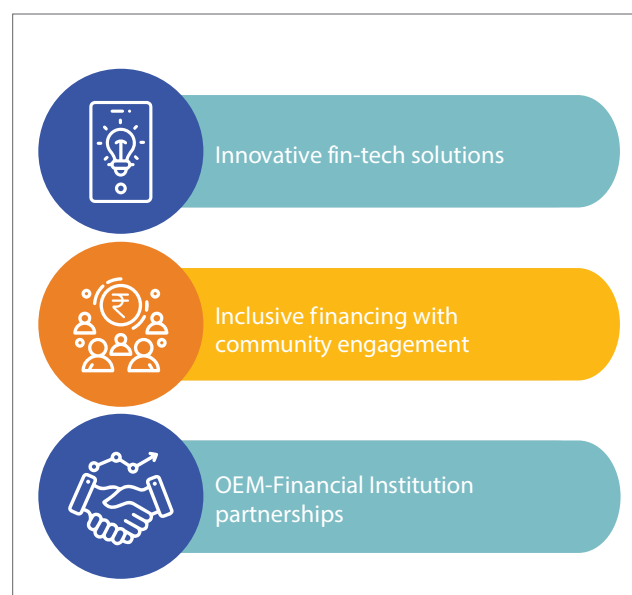 Innovative fin-tech solutions
₹
Inclusive financing with
community engagement
OEM-Financial Institution
partnerships